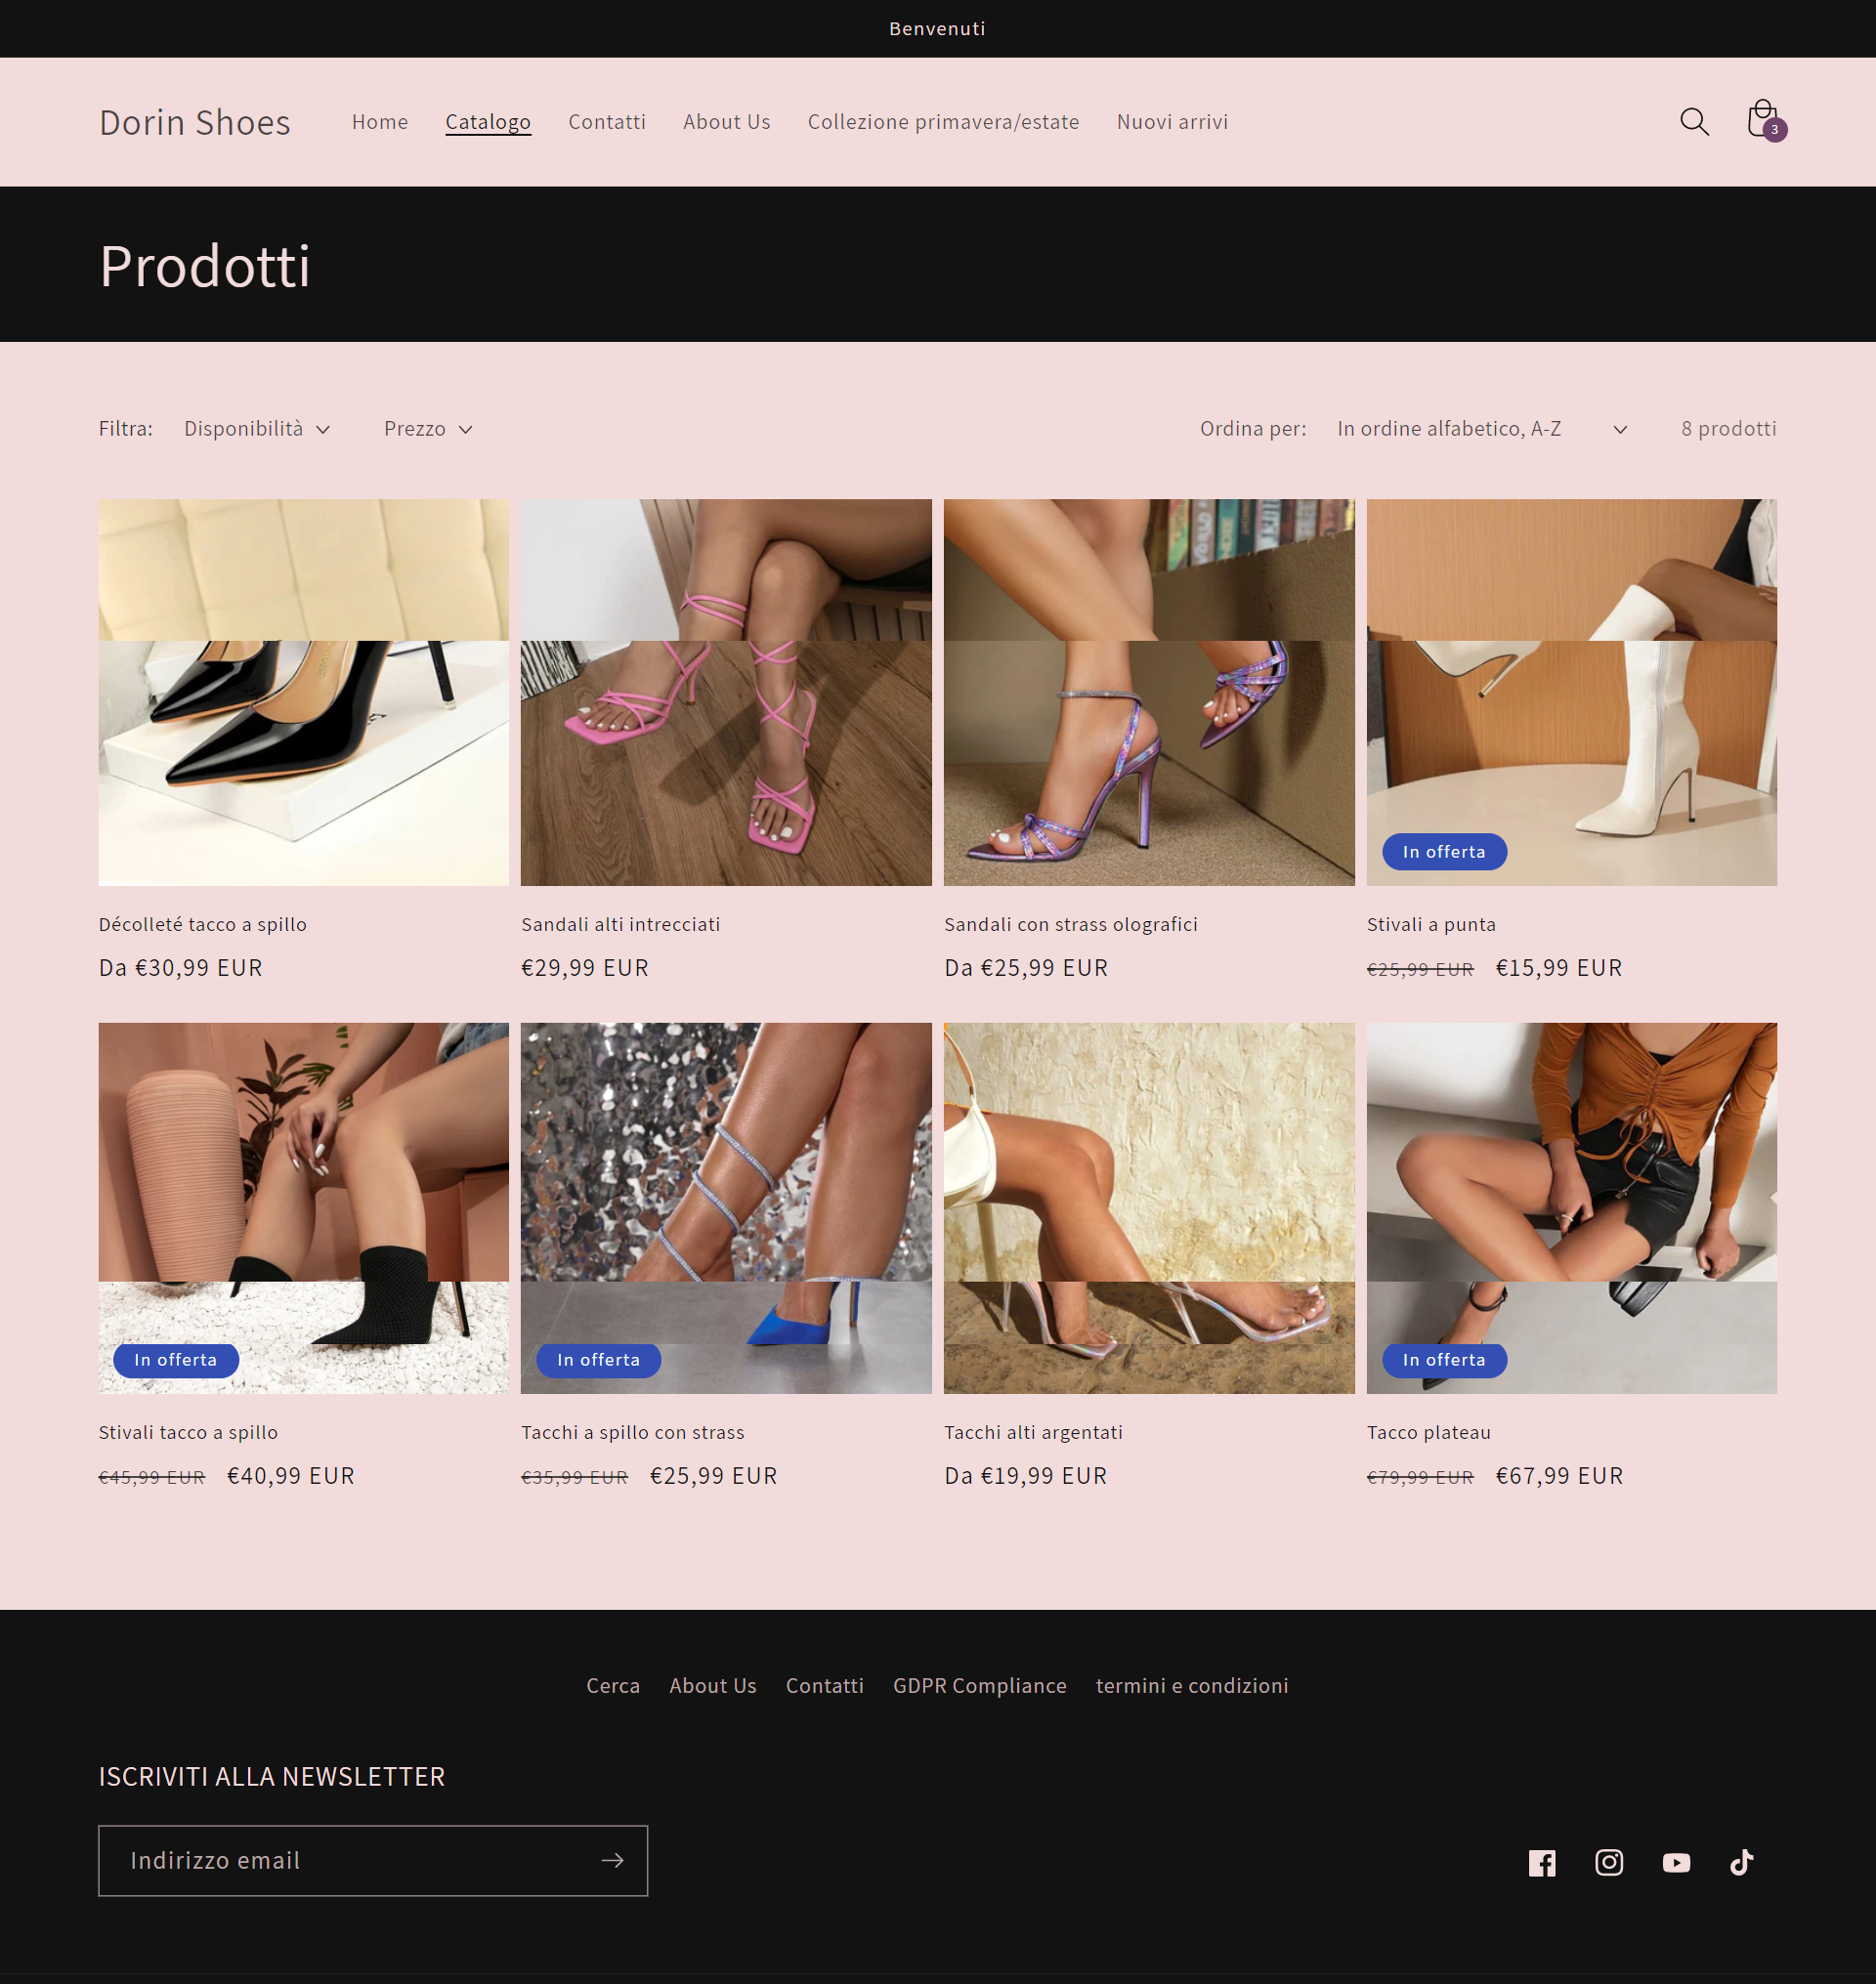 Benvenuti
Dorin Shoes
Home Catalogo Contatti About Us Collezione primavera/estate Nuovi arrivi
3
Prodotti
Filtra: Disponibilità Prezzo
Ordina per: In ordine alfabetico, A-Z
8 prodotti
In offerta
Décolleté tacco a spillo
Da €30,99 EUR
Sandali alti intrecciati
€29,99 EUR
Sandali con strass olografici
Da €25,99 EUR
Stivali a punta
€25,99 EUR €15,99 EUR
In offerta
In offerta
In offerta
Stivali tacco a spillo
€45,99 EUR €40,99 EUR
Tacchi a spillo con strass
€35,99 EUR €25,99 EUR
Tacchi alti argentati
Da €19,99 EUR
Tacco plateau
€79,99 EUR €67,99 EUR
Cerca About Us Contatti GDPR Compliance termini e condizioni
ISCRIVITI ALLA NEWSLETTER
Indirizzo email